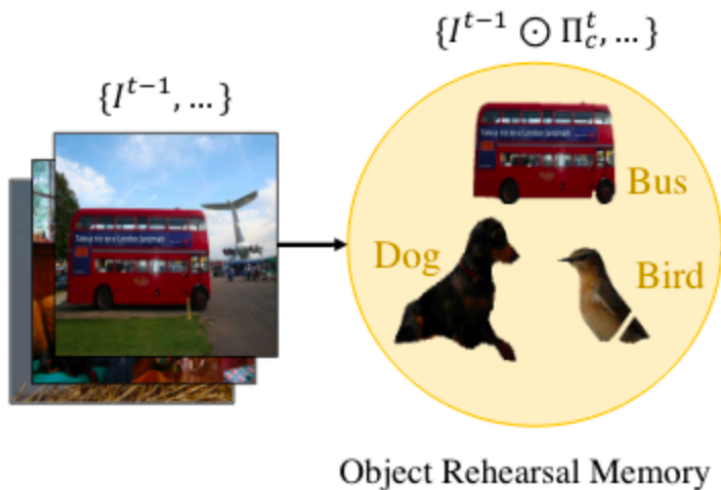 {I^{t-1}, ...}
{I^{t-1} ⊙ Π_c^t, ...}
Bus
Dog
Bird
Object Rehearsal Memory